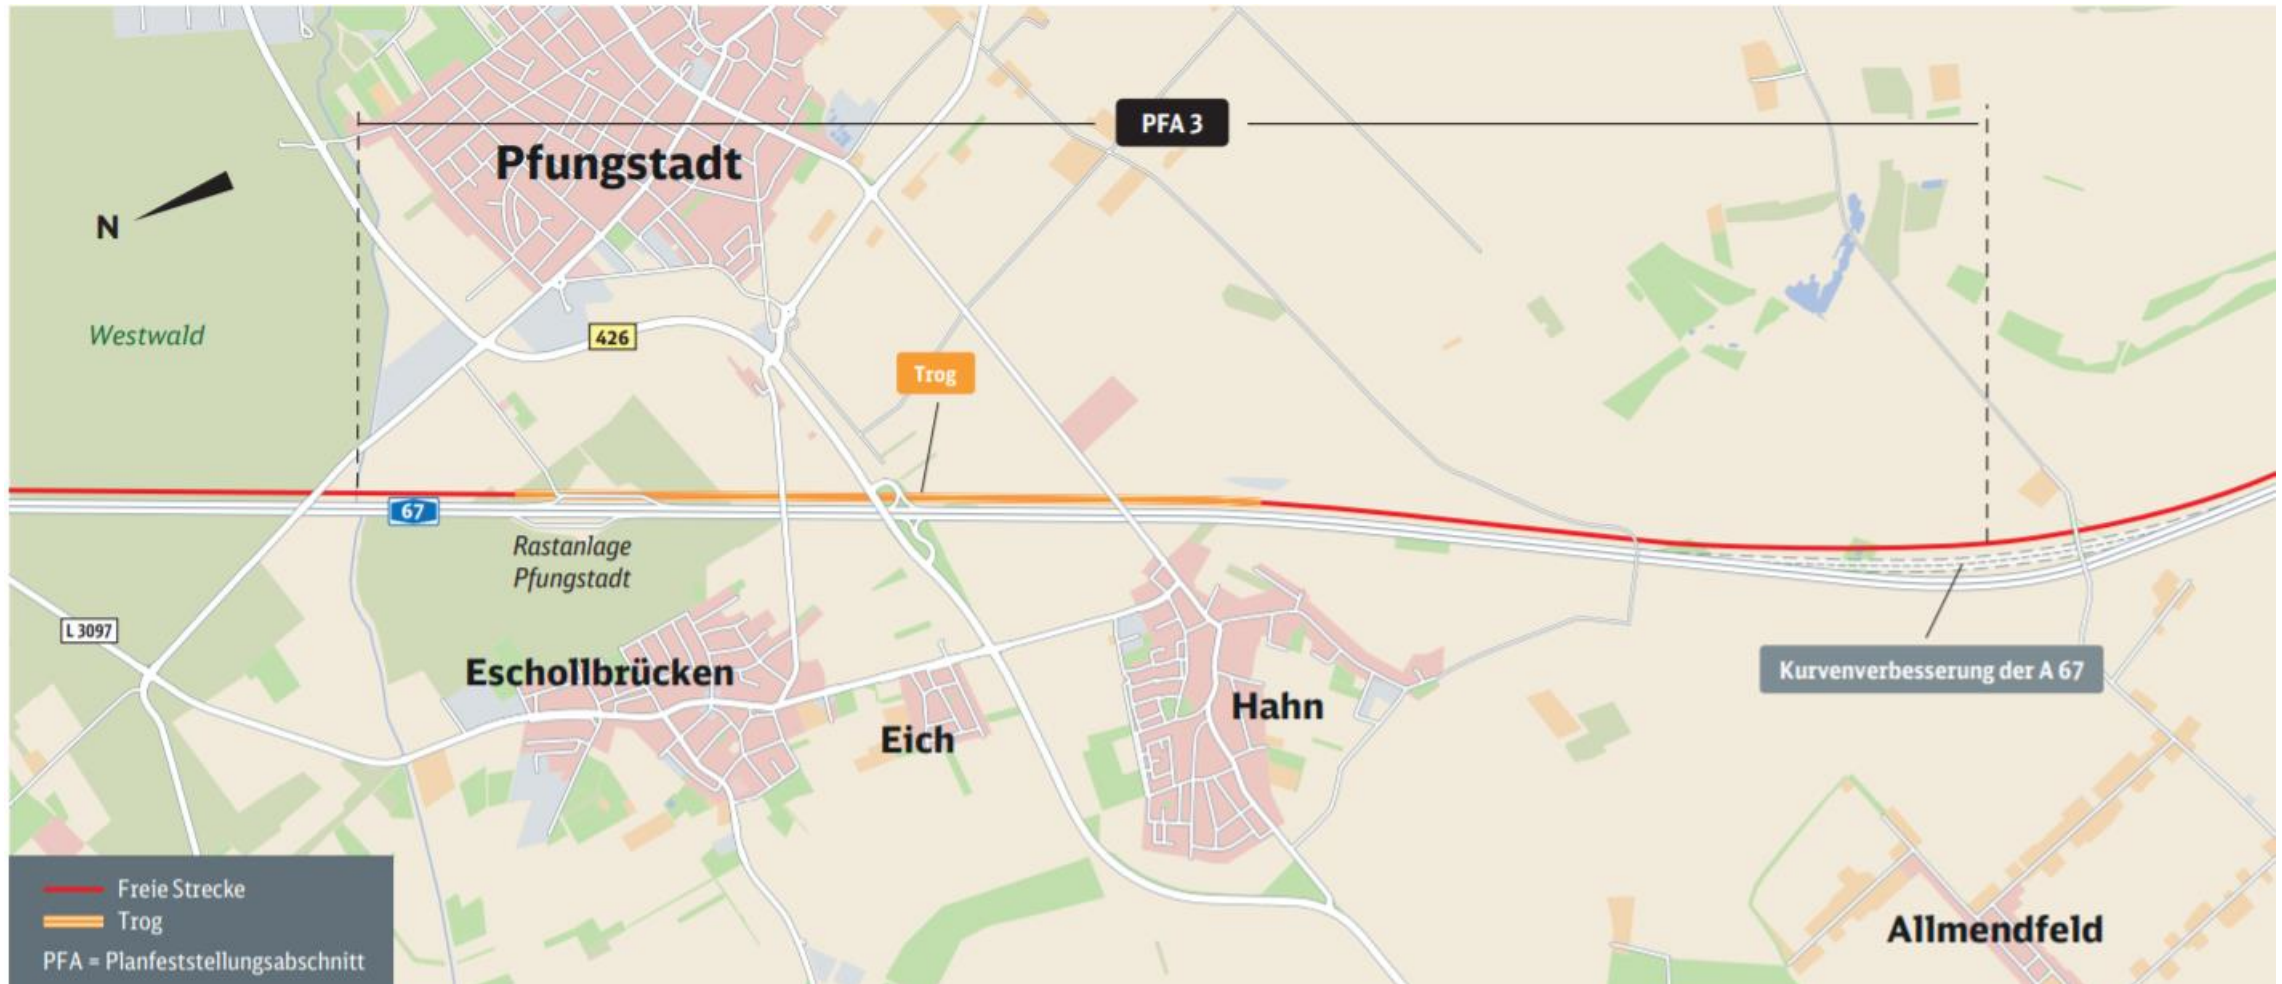 PFA 3
Pfungstadt
N
Westwald
426
Trog
67
Rastanlage
Pfungstadt
L 3097
Eschollbrücken
Kurvenverbesserung der A 67
Hahn
Eich
Freie Strecke
Trog
PFA = Planfeststellungsabschnitt
Allmendfeld